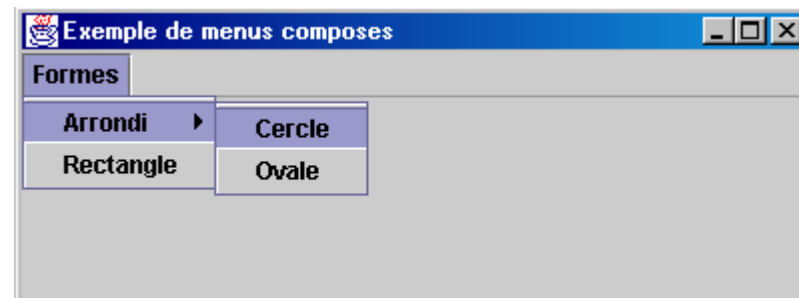 Exemple de menus composes
Formes
Arrondi
Cercle
Rectangle
Ovale